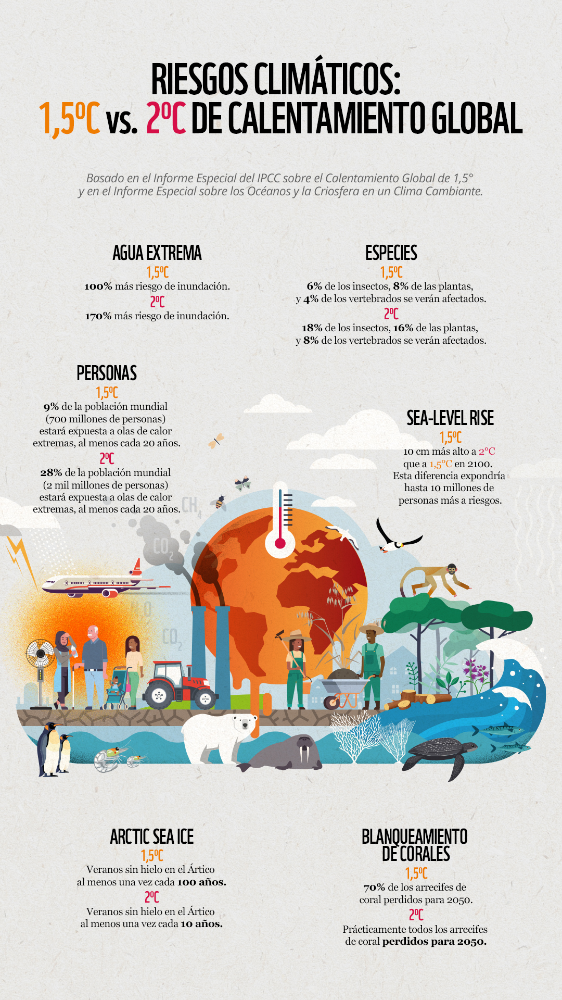 RIESGOS CLIMÁTICOS:
1,5ºC vs. 2ºC DE CALENTAMIENTO GLOBAL
Basado en el Informe Especial del IPCC sobre el Calentamiento Global de 1,5°
y en el Informe Especial sobre los Océanos y la Criosfera en un Clima Cambiante.
AGUA EXTREMA
1,5ºC
100% más riesgo de inundación.
2ºC
170% más riesgo de inundación.
ESPECIES
1,5ºC
6% de los insectos, 8% de las plantas,
y 4% de los vertebrados se verán afectados.
2ºC
18% de los insectos, 16% de las plantas,
y 8% de los vertebrados se verán afectados.
PERSONAS
1,5ºC
9% de la población mundial
(700 millones de personas)
estará expuesta a olas de calor
extremas, al menos cada 20 años.
2ºC
28% de la población mundial
(2 mil millones de personas)
estará expuesta a olas de calor
extremas, al menos cada 20 años.
SEA-LEVEL RISE
1,5ºC
10 cm más alto a 2°C
que a 1,5°C en 2100.
Esta diferencia expondría
hasta 10 millones de
personas más a riesgos.
CH4
CO2
CO2
ARCTIC SEA ICE
1,5ºC
Veranos sin hielo en el Ártico
al menos una vez cada 100 años.
2ºC
Veranos sin hielo en el Ártico
al menos una vez cada 10 años.
BLANQUEAMIENTO
DE CORALES
1,5ºC
70% de los arrecifes de
coral perdidos para 2050.
2ºC
Prácticamente todos los arrecifes
de coral perdidos para 2050.